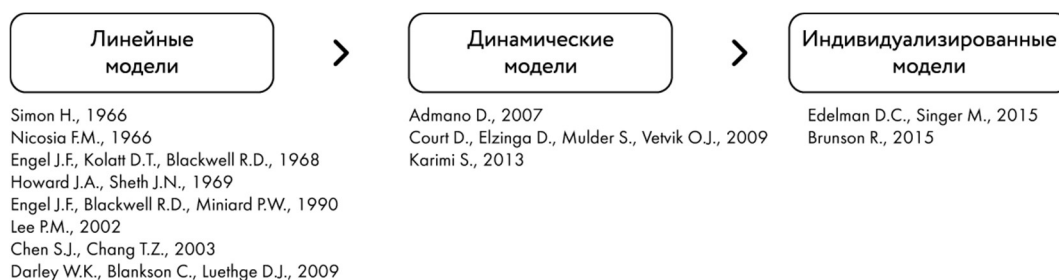 Линейные
модели
>
Динамические
модели
>
Индивидуализированные
модели
Simon H., 1966
Nicosia F.M., 1966
Engel J.F., Kolatt D.T., Blackwell R.D., 1968
Howard J.A., Sheth J.N., 1969
Engel J.F., Blackwell R.D., Miniard P.W., 1990
Lee P.M., 2002
Chen S.J., Chang T.Z., 2003
Darley W.K., Blankson C., Luethge D.J., 2009
Admano D., 2007
Court D., Elzinga D., Mulder S., Vetvik O.J., 2009
Karimi S., 2013
Edelman D.C., Singer M., 2015
Brunson R., 2015